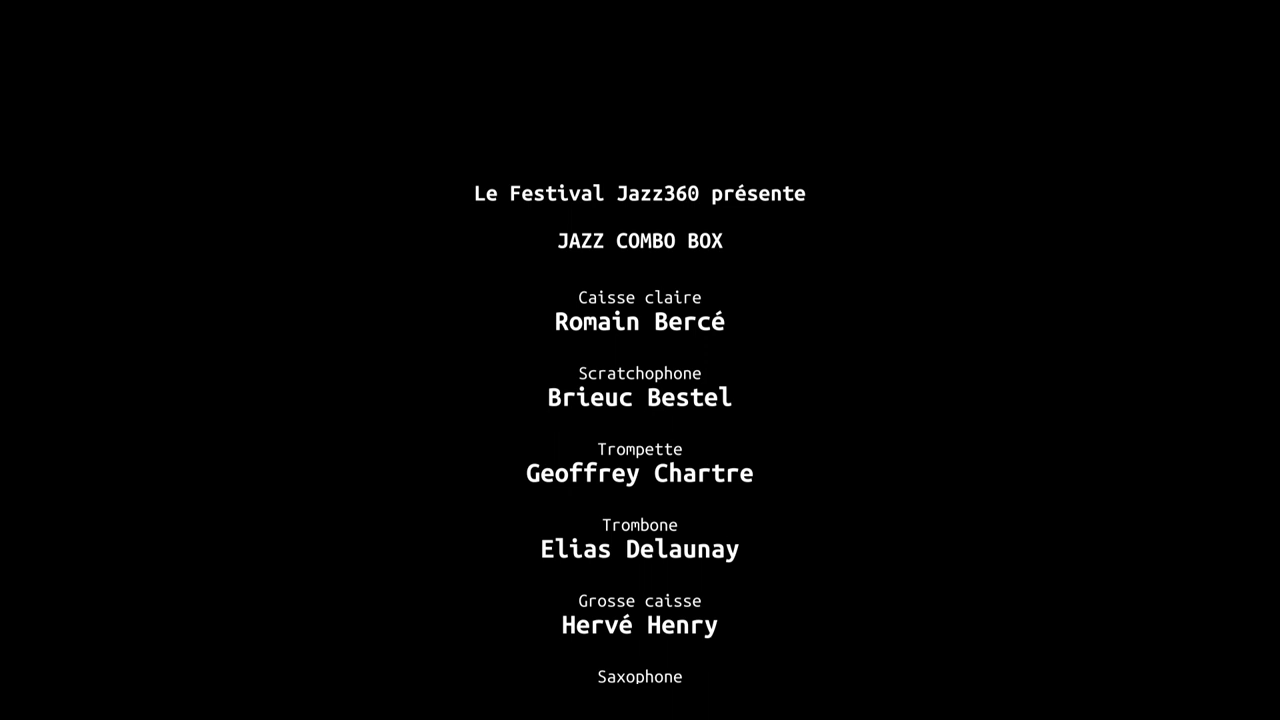 Le Festival Jazz360 présente
JAZZ COMBO BOX
Caisse claire
Romain Bercé
Scratchophone
Brieuc Bestel
Trompette
Geoffrey Chartre
Trombone
Elias Delaunay
Grosse caisse
Hervé Henry
Saxophone